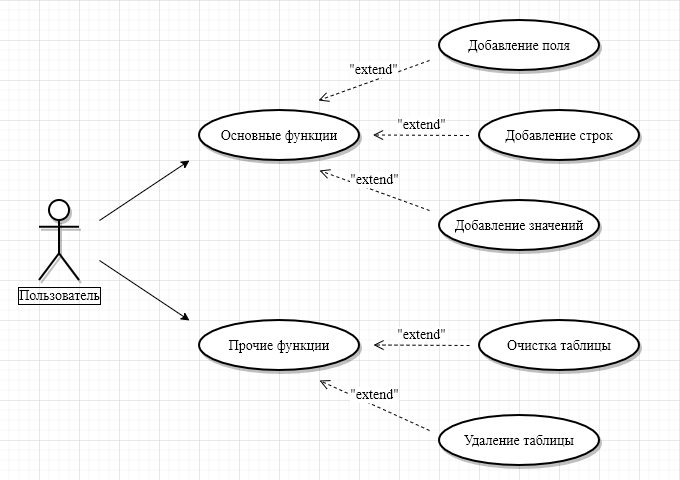 Добавление поля
"extend"
Основные функции
"extend"
Добавление строк
"extend"
Добавление значений
Пользователь
Прочие функции
"extend"
Очистка таблицы
"extend"
Удаление таблицы